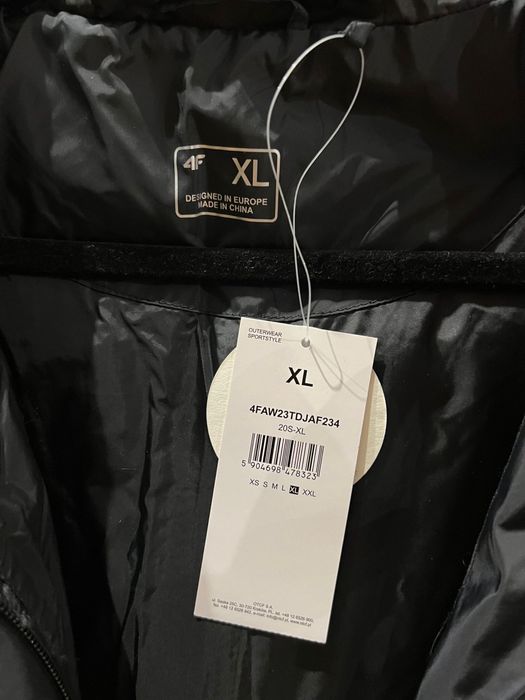 4F XL
DESIGNED IN EUROPE
MADE IN CHINA
OUTERWEAR
SPORTSTYLE
XL
4FAW23TDJAF234
20S-XL
5 904698 478323
XS S M L XL XXL
OTCF S.A.